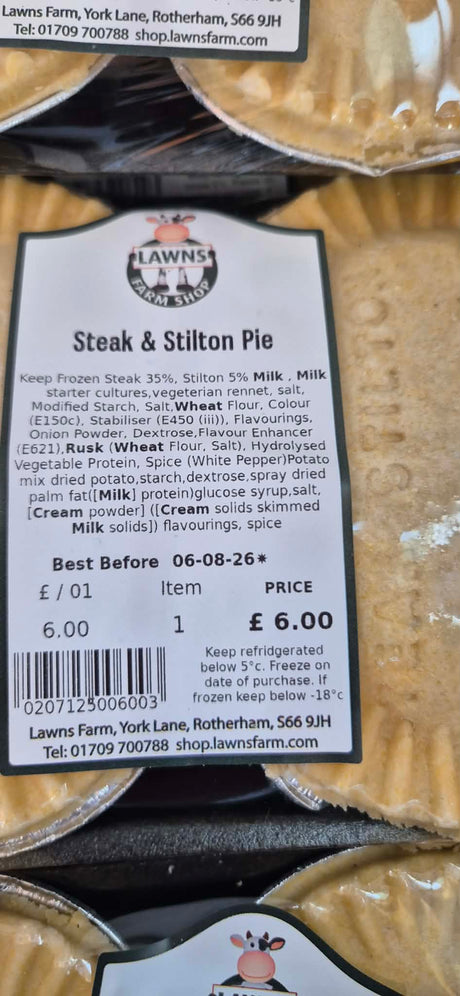 Lawns Farm, York Lane, Rotherham, S66 9JH
Tel: 01709 700788 shop.lawnsfarm.com
LAWNS
FARM SHOP
Steak & Stilton Pie
Keep Frozen Steak 35%, Stilton 5% Milk , Milk
starter cultures,vegeterian rennet, salt,
Modified Starch, Salt,Wheat Flour, Colour
(E150c), Stabiliser (E450 (iii)), Flavourings,
Onion Powder, Dextrose,Flavour Enhancer
(E621),Rusk (Wheat Flour, Salt), Hydrolysed
Vegetable Protein, Spice (White Pepper)Potato
mix dried potato,starch,dextrose,spray dried
palm fat([Milk] protein)glucose syrup,salt,
[Cream powder] ([Cream solids skimmed
Milk solids]) flavourings, spice
Best Before 06-08-26*
£ / 01 Item PRICE
6.00 1 £ 6.00
Keep refridgerated
below 5°c. Freeze on
date of purchase. If
frozen keep below -18°c
0207125006003
Lawns Farm, York Lane, Rotherham, S66 9JH
Tel: 01709 700788 shop.lawnsfarm.com